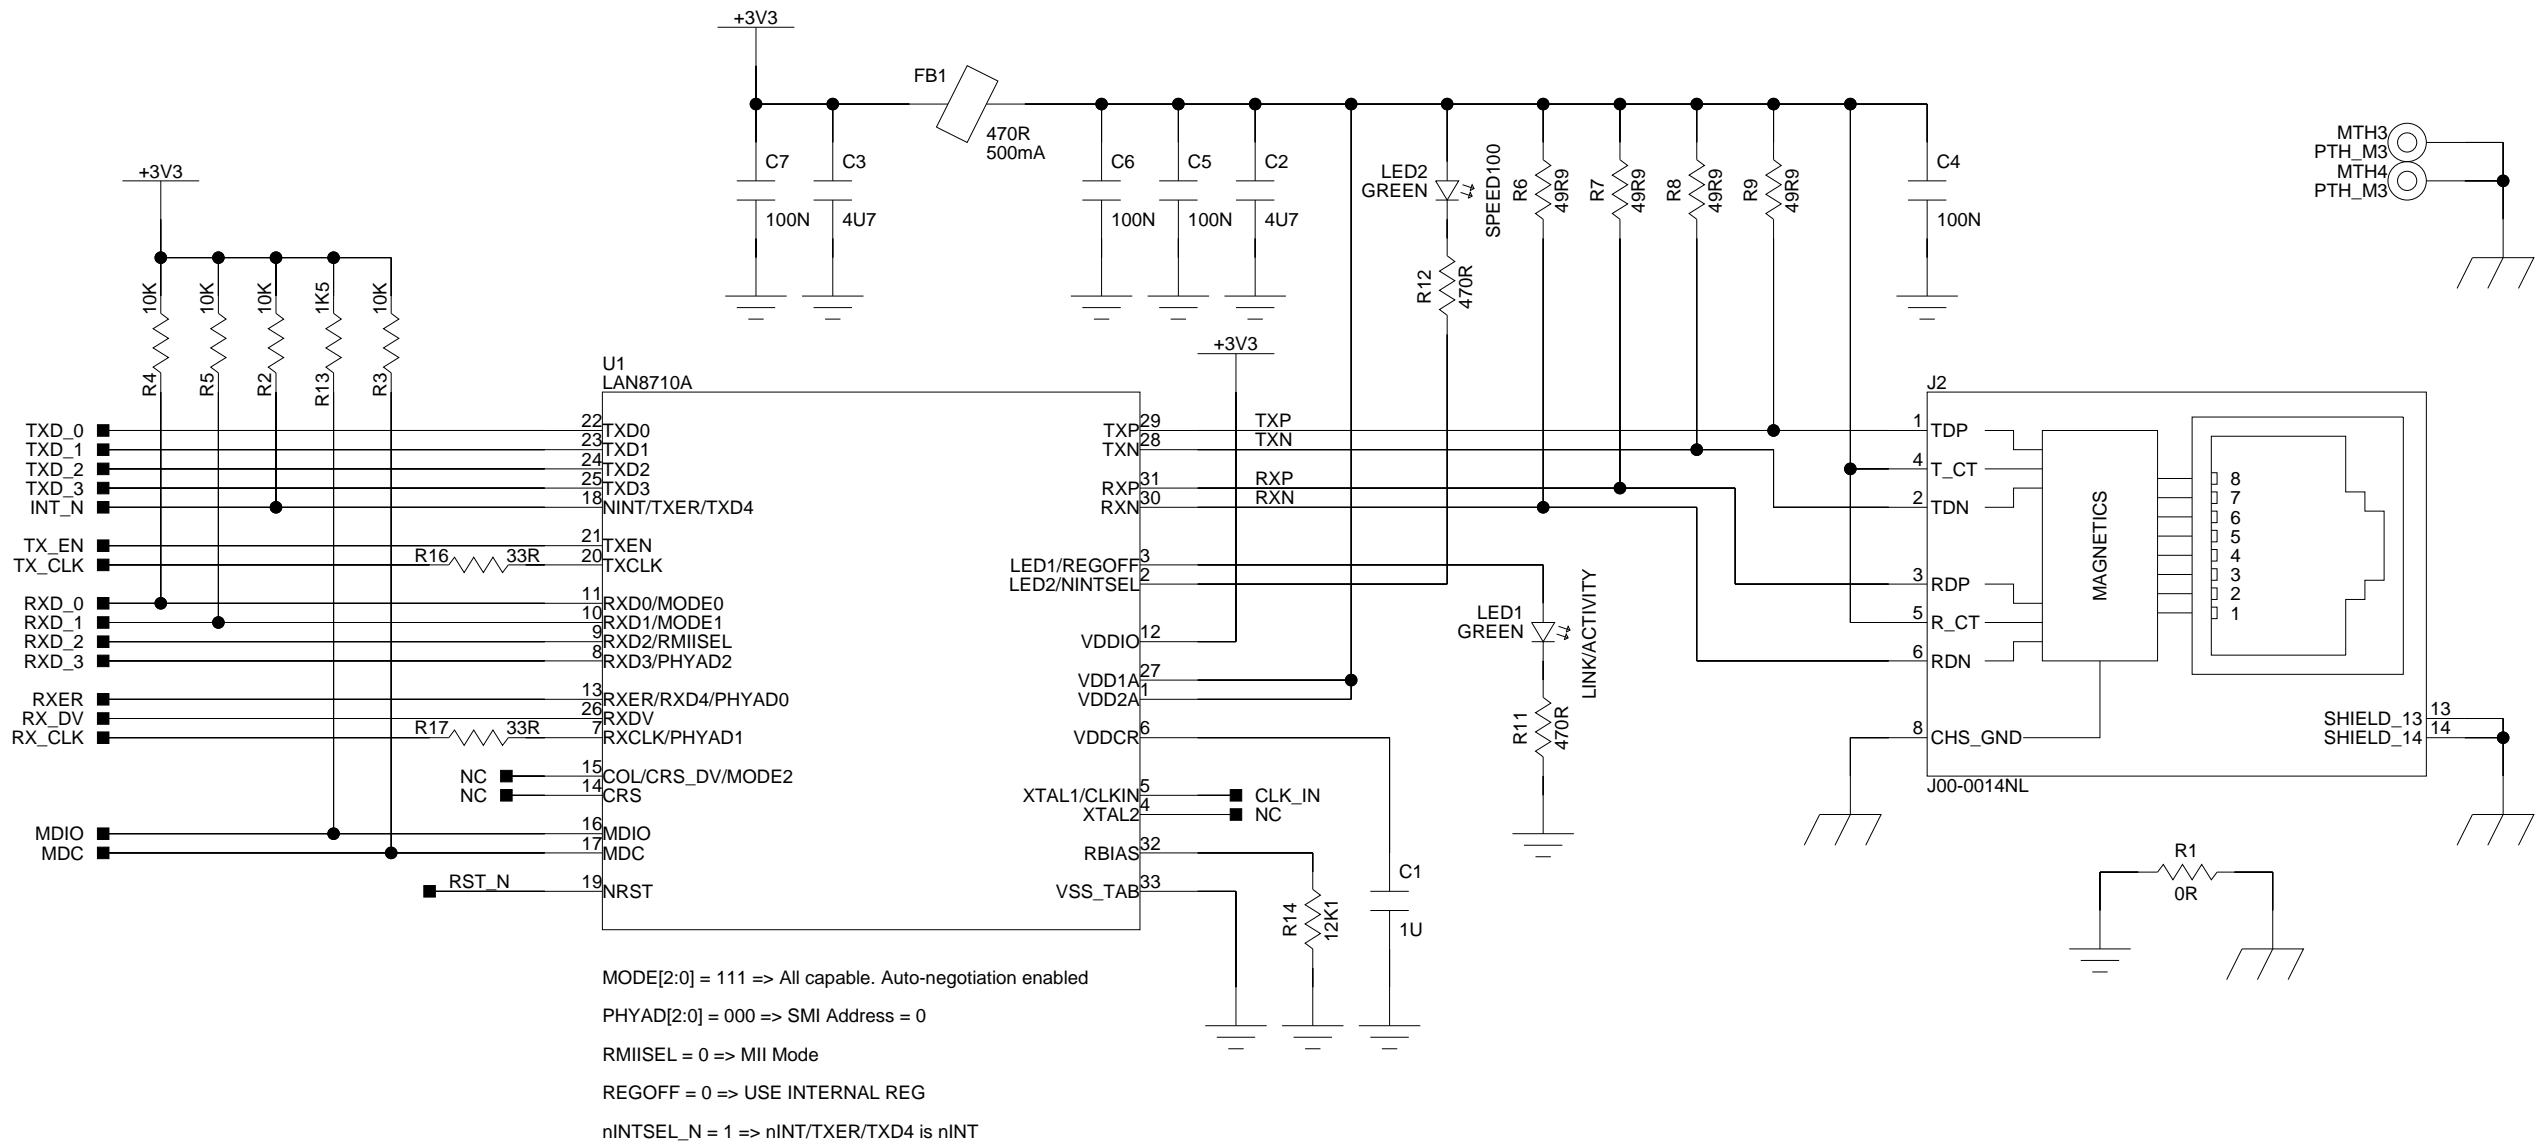 +3V3
FB1
470R
500mA
C7
100N
C3
4U7
C6
100N
C5
100N
C2
4U7
LED2
GREEN
SPEED100
R12
470R
R6
49R9
R7
49R9
R8
49R9
R9
49R9
C4
100N
MTH3
PTH_M3
MTH4
PTH_M3
+3V3
10K
R4
10K
R5
10K
R2
1K5
R13
10K
R3
+3V3
U1
LAN8710A
TXD_0
22
TXD0
TXD_1
23
TXD1
TXD_2
24
TXD2
TXD_3
25
TXD3
INT_N
18
NINT/TXER/TXD4
TX_EN
21
TXEN
TX_CLK
R16
33R
20
TXCLK
RXD_0
11
RXD0/MODE0
RXD_1
10
RXD1/MODE1
RXD_2
9
RXD2/RMIISEL
RXD_3
8
RXD3/PHYAD2
RXER
13
RXER/RXD4/PHYAD0
RX_DV
26
RXDV
RX_CLK
R17
33R
7
RXCLK/PHYAD1
NC
15
COL/CRS_DV/MODE2
NC
14
CRS
MDIO
16
MDIO
MDC
17
MDC
RST_N
19
NRST
TXP
29
TXP
TXN
28
TXN
RXP
31
RXP
RXN
30
RXN
LED1/REGOFF
3
LED2/NINTSEL
2
VDDIO
12
VDD1A
27
VDD2A
1
VDDCR
6
XTAL1/CLKIN
5
CLK_IN
XTAL2
4
NC
RBIAS
32
VSS_TAB
33
R14
12K1
C1
1U
LED1
GREEN
LINK/ACTIVITY
R11
470R
J2
1
TDP
4
T_CT
2
TDN
3
RDP
5
R_CT
6
RDN
8
CHS_GND
MAGNETICS
8
7
6
5
4
3
2
1
SHIELD_13
13
SHIELD_14
14
J00-0014NL
R1
0R
MODE[2:0] = 111 => All capable. Auto-negotiation enabled
PHYAD[2:0] = 000 => SMI Address = 0
RMIISEL = 0 => MII Mode
REGOFF = 0 => USE INTERNAL REG
nINTSEL_N = 1 => nINT/TXER/TXD4 is nINT